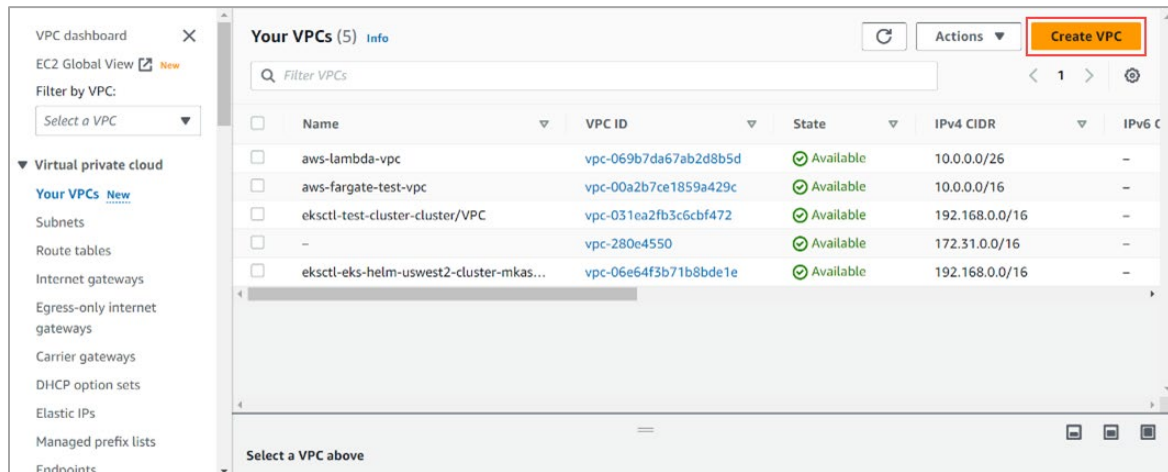 VPC dashboard
EC2 Global View New
Filter by VPC:
Select a VPC
Virtual private cloud
Your VPCs New
Subnets
Route tables
Internet gateways
Egress-only internet
gateways
Carrier gateways
DHCP option sets
Elastic IPs
Managed prefix lists
Endpoints
Your VPCs (5) Info
Actions
Create VPC
Filter VPCs
1
Name VPC ID State IPv4 CIDR IPv6 C
aws-lambda-vpc vpc-069b7da67ab2d8b5d Available 10.0.0.0/26 –
aws-fargate-test-vpc vpc-00a2b7ce1859a429c Available 10.0.0.0/16 –
eksctl-test-cluster-cluster/VPC vpc-031ea2fb3c6cbf472 Available 192.168.0.0/16 –
– vpc-280e4550 Available 172.31.0.0/16 –
eksctl-eks-helm-uswest2-cluster-mkas... vpc-06e64f3b71b8bde1e Available 192.168.0.0/16 –
Select a VPC above